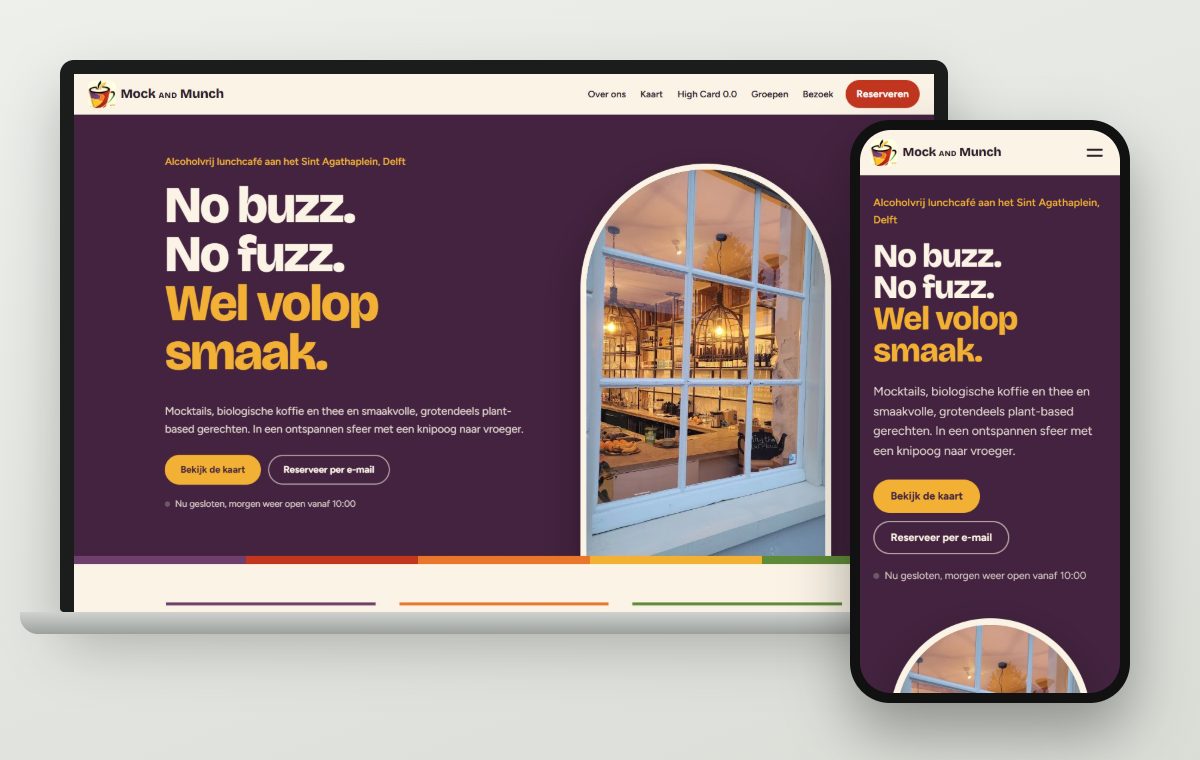 Mock AND Munch
Over ons
Kaart
High Card 0.0
Groepen
Bezoek
Reserveren
Alcoholvrij lunchcafé aan het Sint Agathaplein, Delft
No buzz.
No fuzz.
Wel volop
smaak.
Mocktails, biologische koffie en thee en smaakvolle, grotendeels plant-
based gerechten. In een ontspannen sfeer met een knipoog naar vroeger.
Bekijk de kaart
Reserveer per e-mail
Nu gesloten, morgen weer open vanaf 10:00
Mock AND Munch
Alcoholvrij lunchcafé aan het Sint Agathaplein,
Delft
No buzz.
No fuzz.
Wel volop
smaak.
Mocktails, biologische koffie en thee en
smaakvolle, grotendeels plant-based
gerechten. In een ontspannen sfeer met
een knipoog naar vroeger.
Bekijk de kaart
Reserveer per e-mail
Nu gesloten, morgen weer open vanaf 10:00